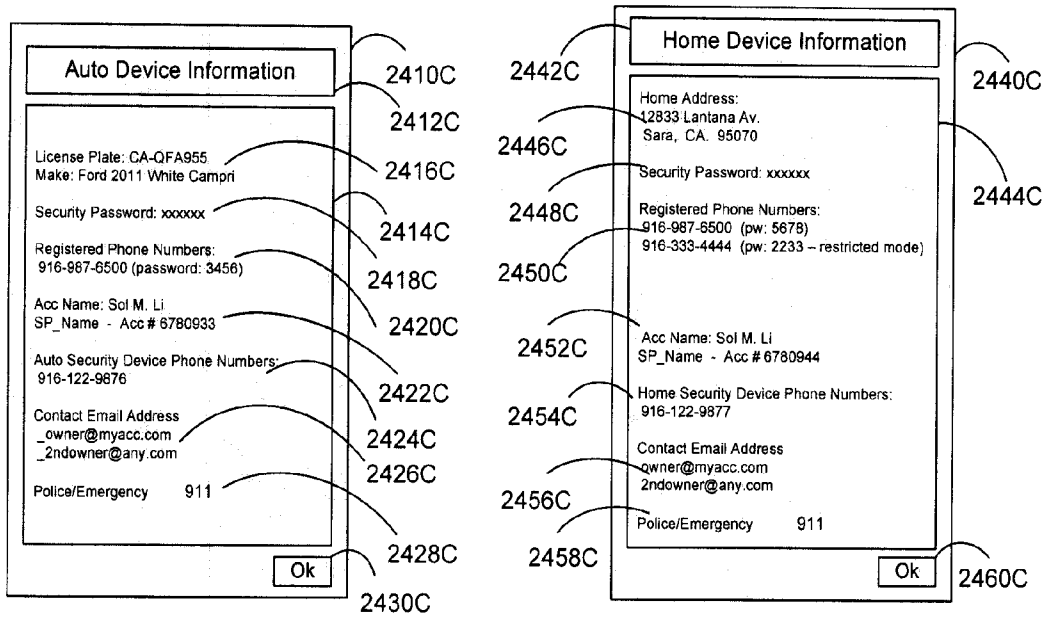 Auto Device Information
2410C
2412C
License Plate: CA-QFA955
Make: Ford 2011 White Campri
2416C
Security Password: xxxxxx
2414C
Registered Phone Numbers:
916-987-6500 (password: 3456)
2418C
2420C
Acc Name: Sol M. Li
SP_Name - Acc # 6780933
2422C
Auto Security Device Phone Numbers:
916-122-9876
2424C
Contact Email Address
_owner@myacc.com
_2ndowner@any.com
2426C
Police/Emergency 911
2428C
Ok
2430C
Home Device Information
2442C
2440C
Home Address:
12833 Lantana Av.
Sara, CA. 95070
2446C
2444C
Security Password: xxxxxx
2448C
Registered Phone Numbers:
916-987-6500 (pw: 5678)
916-333-4444 (pw: 2233 – restricted mode)
2450C
2452C
Acc Name: Sol M. Li
SP_Name - Acc # 6780944
2454C
Home Security Device Phone Numbers:
916-122-9877
Contact Email Address
owner@myacc.com
2ndowner@any.com
2456C
Police/Emergency 911
2458C
Ok
2460C